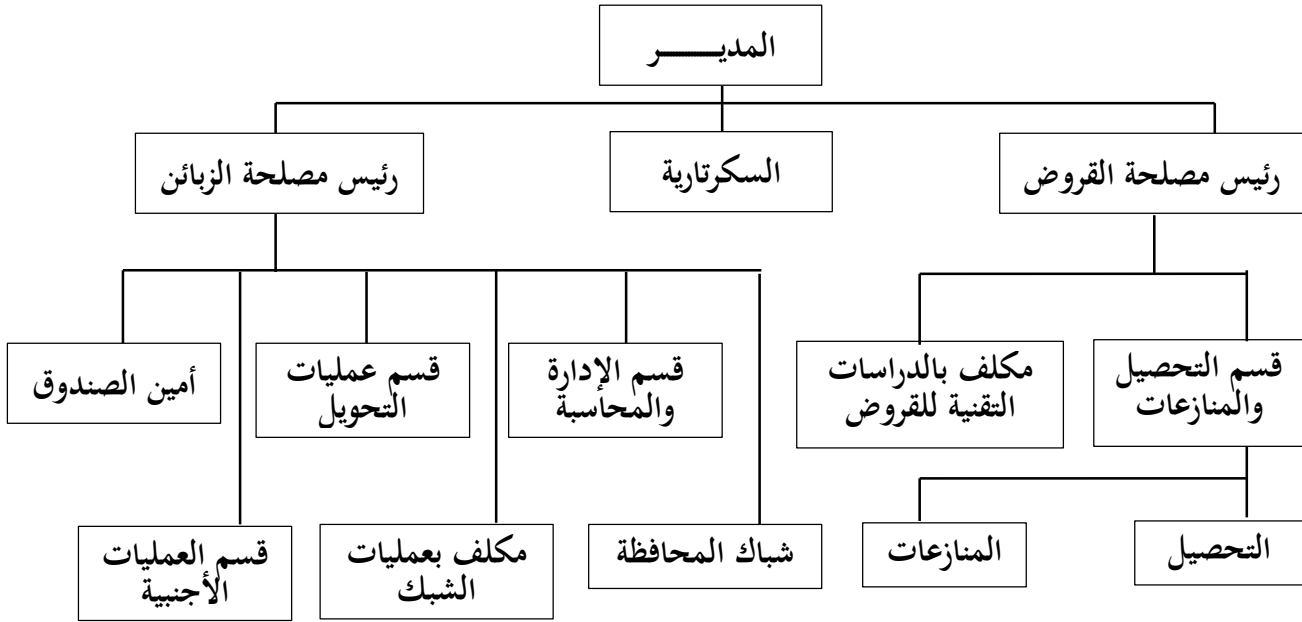 المديـــــــر
رئيس مصلحة القروض
السكرتارية
رئيس مصلحة الزبائن
قسم التحصيل
والمنازعات
مكلف بالدراسات
التقنية للقروض
قسم الإدارة
والمحاسبة
قسم عمليات
التحويل
أمين الصندوق
التحصيل
المنازعات
شباك المحافظة
مكلف بعمليات
الشبك
قسم العمليات
الأجنبية